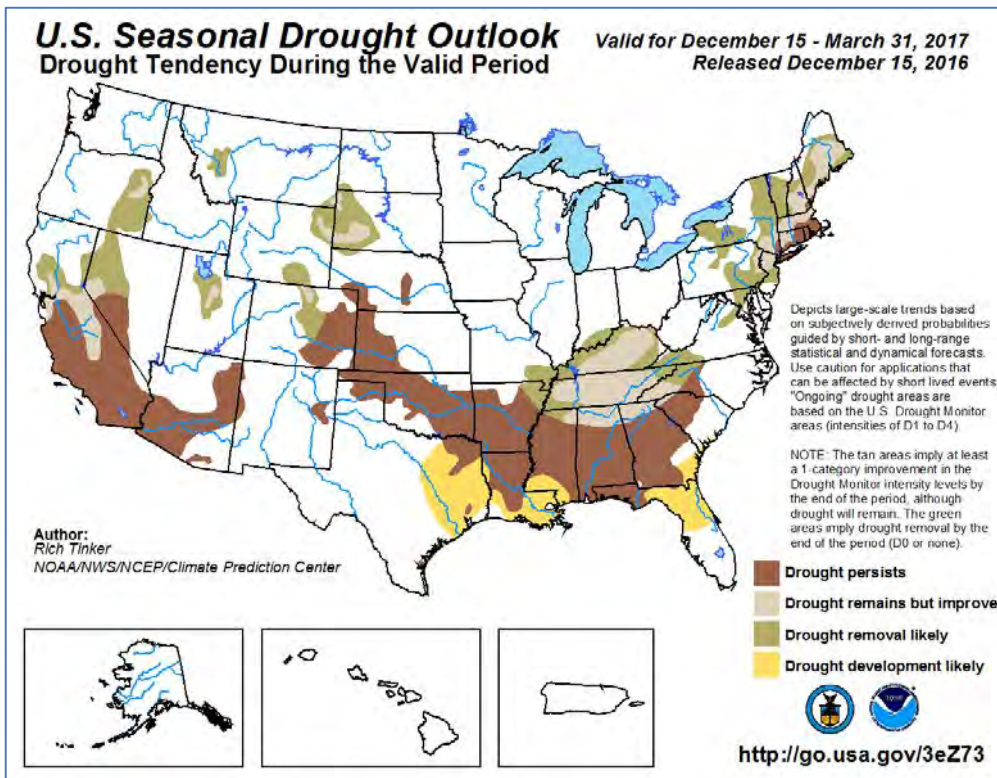 U.S. Seasonal Drought Outlook
Drought Tendency During the Valid Period
Valid for December 15 - March 31, 2017
Released December 15, 2016
Depicts large-scale trends based
on subjectively derived probabilities
guided by short- and long-range
statistical and dynamical forecasts.
Use caution for applications that
can be affected by short lived events.
"Ongoing" drought areas are
based on the U.S. Drought Monitor
areas (intensities of D1 to D4).
NOTE: The tan areas imply at least
a 1-category improvement in the
Drought Monitor intensity levels by
the end of the period, although
drought will remain. The green
areas imply drought removal by the
end of the period (D0 or none).
Author:
Rich Tinker
NOAA/NWS/NCEP/Climate Prediction Center
Drought persists
Drought remains but improve
Drought removal likely
Drought development likely
http://go.usa.gov/3eZ73